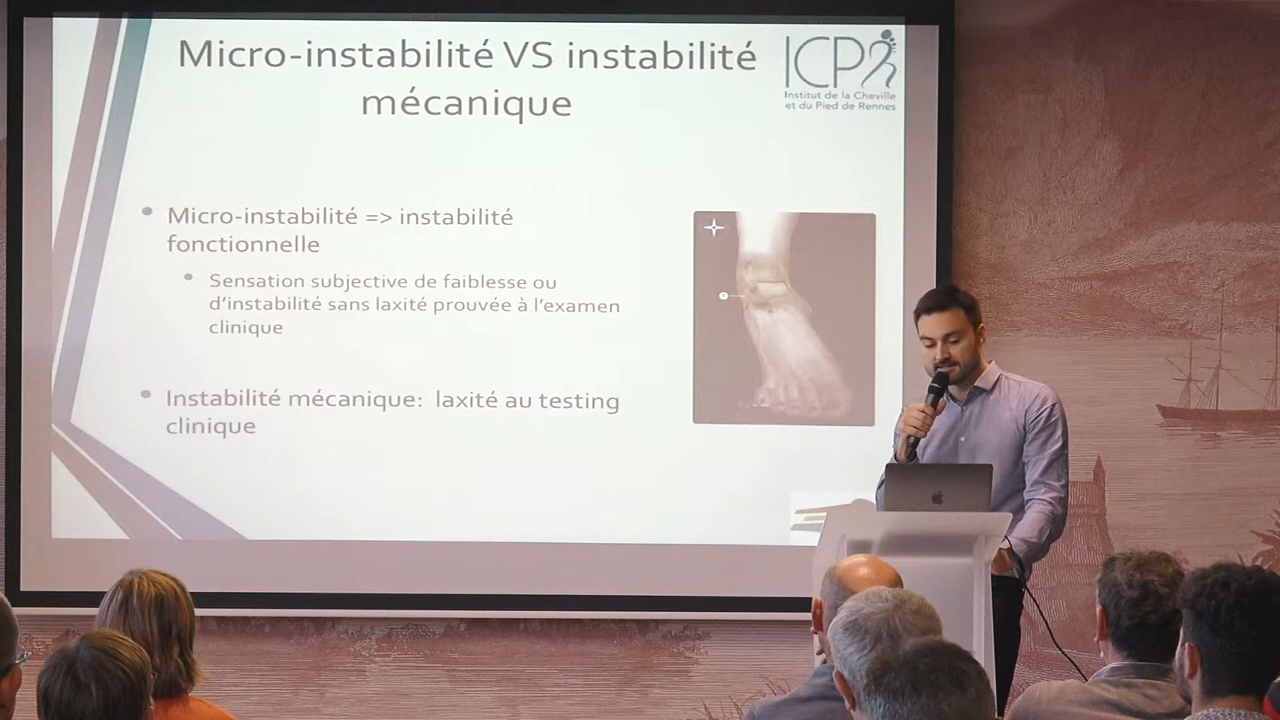 Micro-instabilité VS instabilité
mécanique
ICP
Institut de la Cheville
et du Pied de Rennes
Micro-instabilité => instabilité
fonctionnelle
Sensation subjective de faiblesse ou
d'instabilité sans laxité prouvée à l'examen
clinique
Instabilité mécanique: laxité au testing
clinique